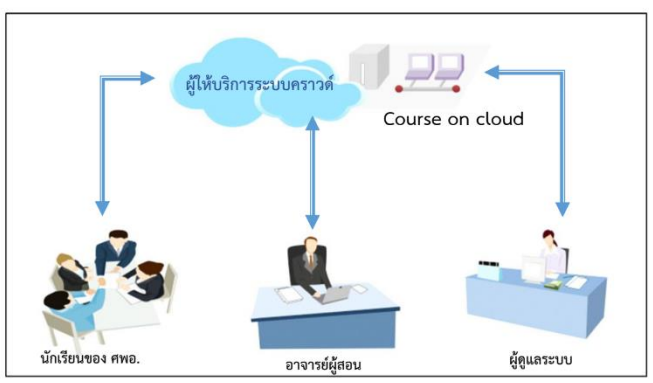 ผู้ให้บริการระบบคราวด์
Course on cloud
นักเรียนของ ศพอ.
อาจารย์ผู้สอน
ผู้ดูแลระบบ